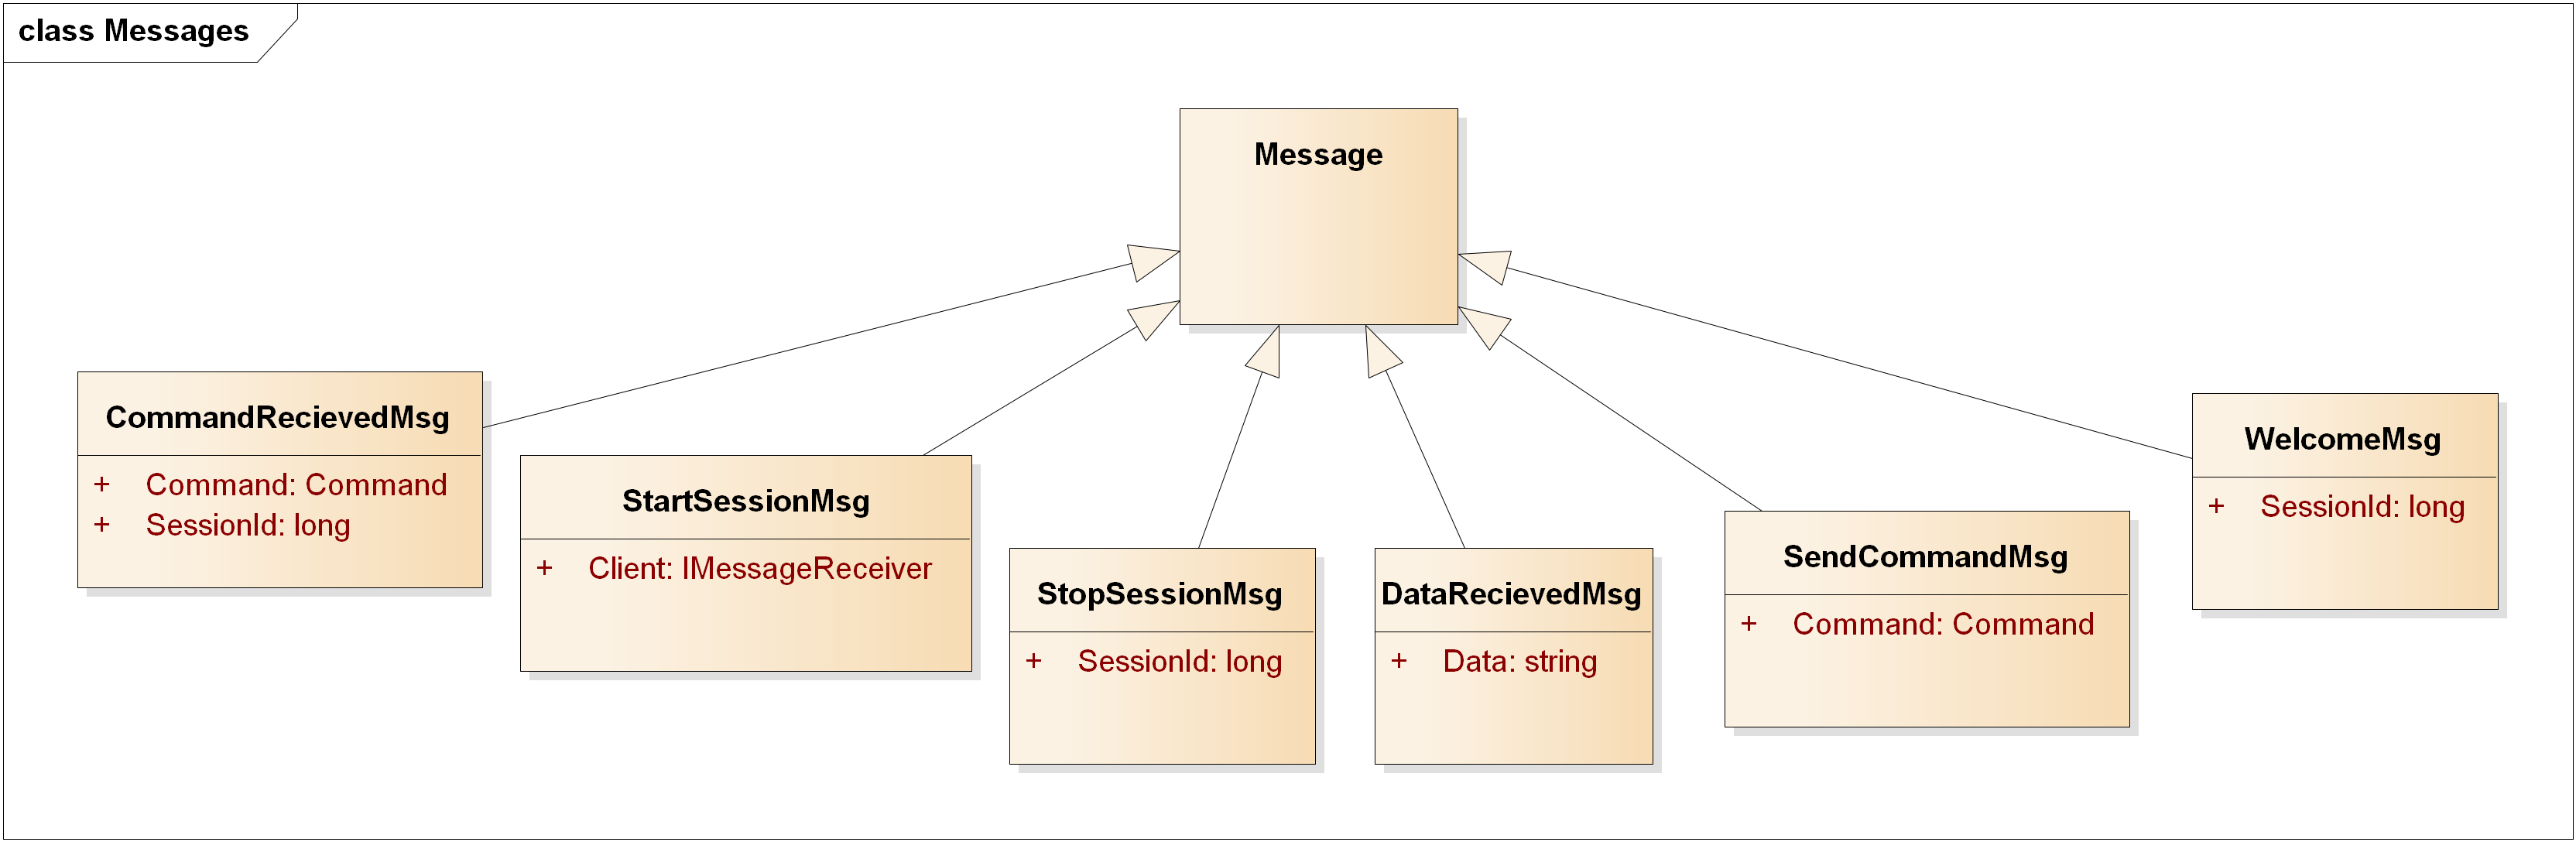 class Messages
Message
CommandRecievedMsg
+ Command: Command
+ SessionId: long
StartSessionMsg
+ Client: IMessageReceiver
StopSessionMsg
+ SessionId: long
DataRecievedMsg
+ Data: string
SendCommandMsg
+ Command: Command
WelcomeMsg
+ SessionId: long